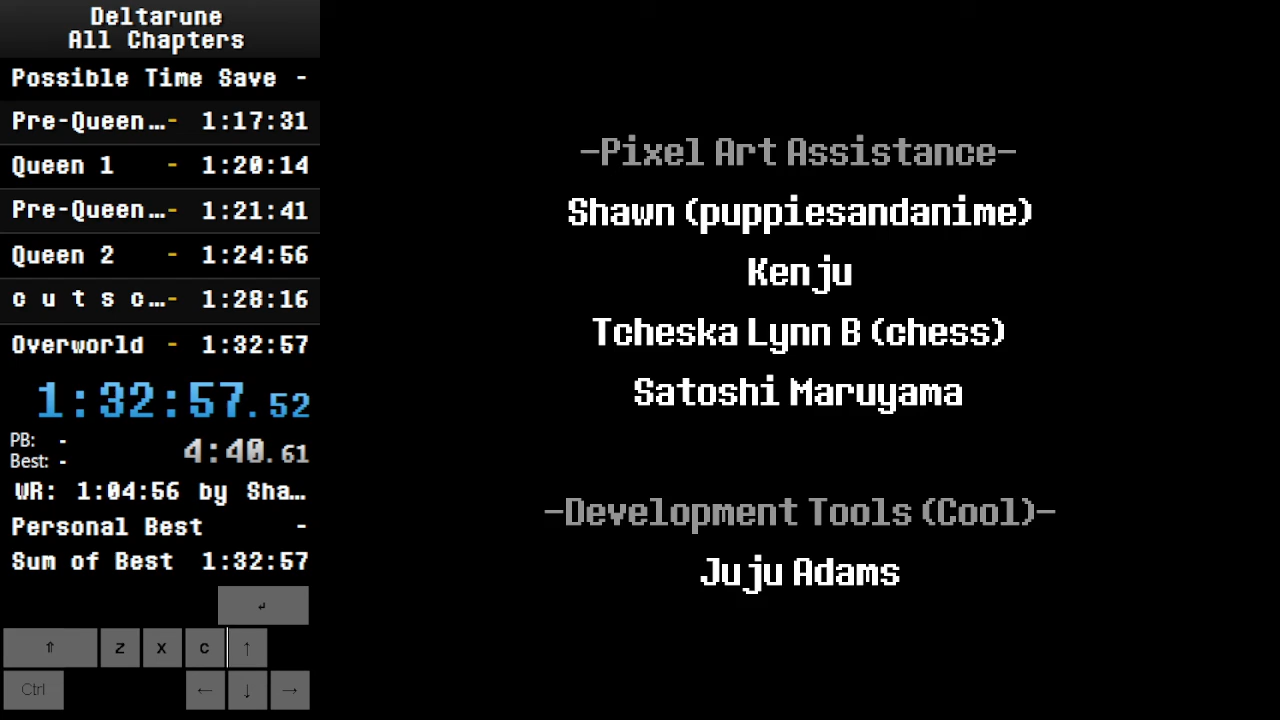 Deltarune
All Chapters
Possible Time Save -
Pre-Queen... - 1:17:31
Queen 1 - 1:20:14
Pre-Queen... - 1:21:41
Queen 2 - 1:24:56
c u t s c... - 1:28:16
Overworld - 1:32:57
1:32:57.52
PB: - 4:40.61
Best: -
WR: 1:04:56 by Sha...
Personal Best -
Sum of Best 1:32:57
↵
⇑ z x c ↑
Ctrl ← ↓ →
-Pixel Art Assistance-
Shawn (puppiesandanime)
Kenju
Tcheska Lynn B (chess)
Satoshi Maruyama
-Development Tools (Cool)-
Juju Adams